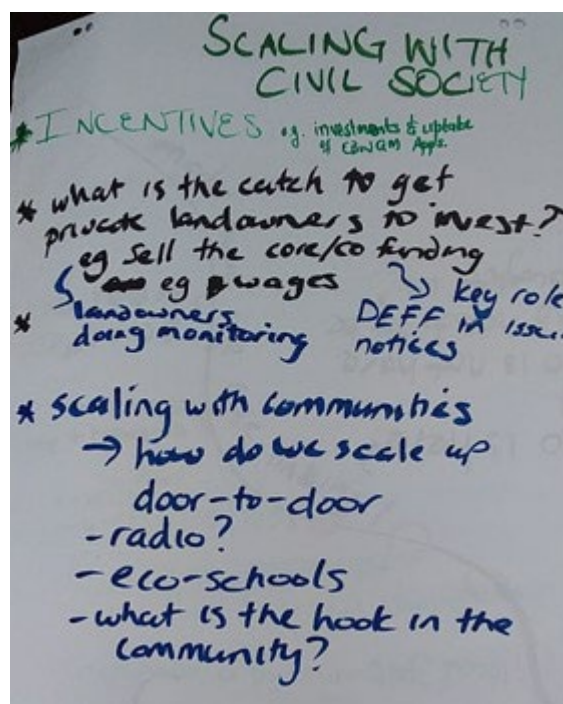 SCALING WITH
CIVIL SOCIETY
* INCENTIVES e.g. investments & uptake
of CBWQM Apps.
* what is the catch to get
private landowners to invest?
eg sell the core/co funding
eg wages
key role
* landowners
DEFF in
doing monitoring
notices
* scaling with communities
→ how do we scale up
door-to-door
- radio?
- eco-schools
- what is the hook in the
community?